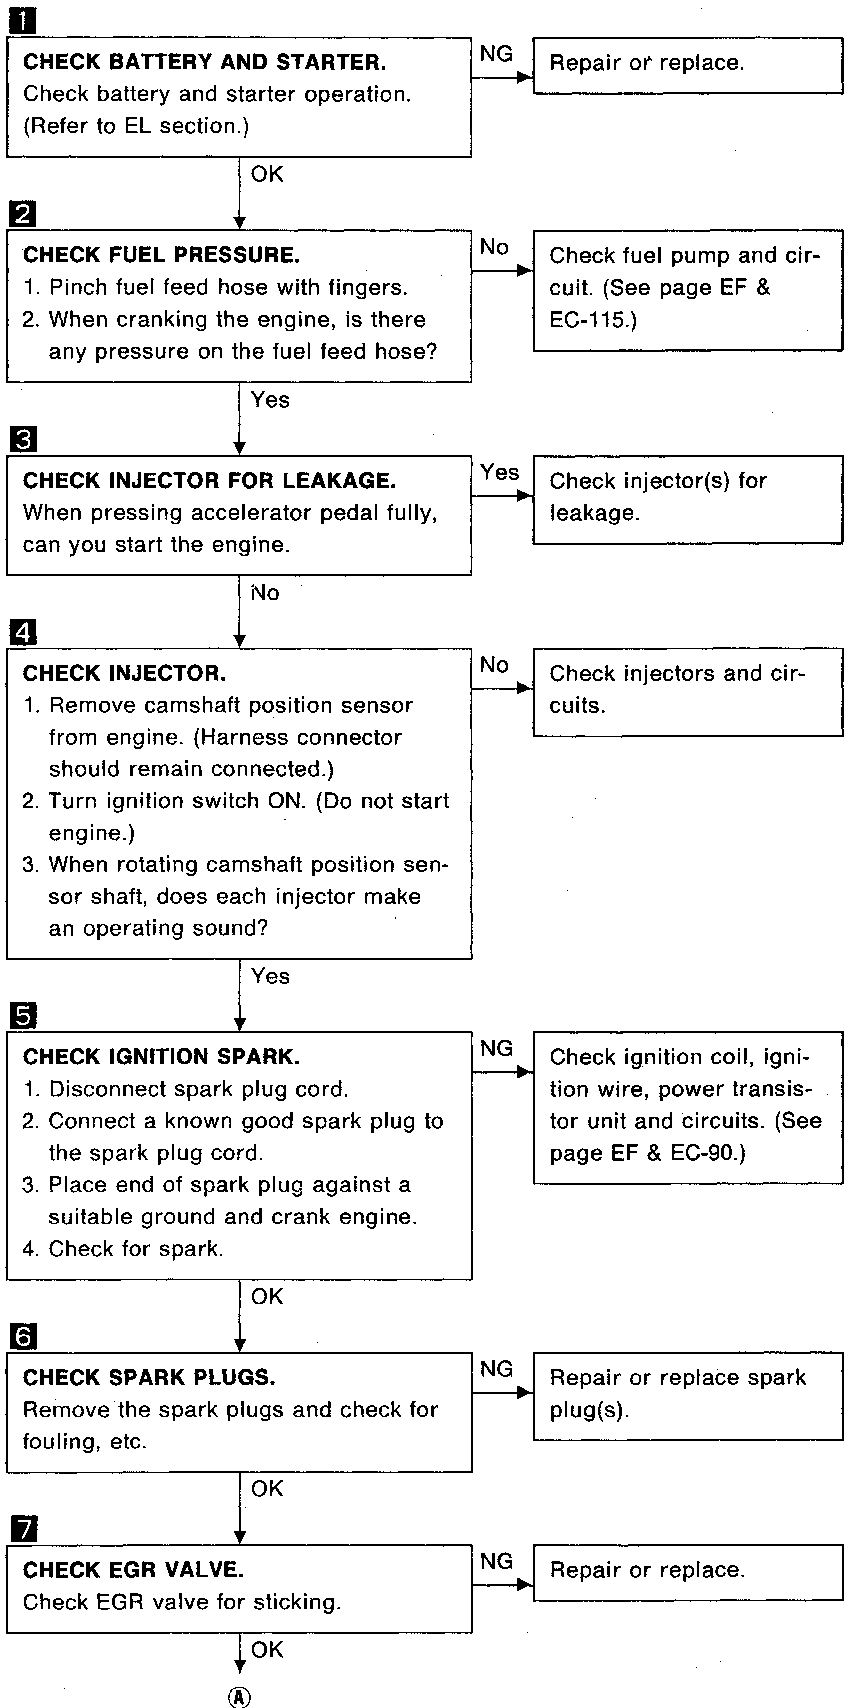 1
CHECK BATTERY AND STARTER.
Check battery and starter operation.
(Refer to EL section.)
NG
Repair or replace.
OK
2
CHECK FUEL PRESSURE.
1. Pinch fuel feed hose with fingers.
2. When cranking the engine, is there
any pressure on the fuel feed hose?
No
Check fuel pump and cir-
cuit. (See page EF &
EC-115.)
Yes
3
CHECK INJECTOR FOR LEAKAGE.
When pressing accelerator pedal fully,
can you start the engine.
Yes
Check injector(s) for
leakage.
No
4
CHECK INJECTOR.
1. Remove camshaft position sensor
from engine. (Harness connector
should remain connected.)
2. Turn ignition switch ON. (Do not start
engine.)
3. When rotating camshaft position sen-
sor shaft, does each injector make
an operating sound?
No
Check injectors and cir-
cuits.
Yes
5
CHECK IGNITION SPARK.
1. Disconnect spark plug cord.
2. Connect a known good spark plug to
the spark plug cord.
3. Place end of spark plug against a
suitable ground and crank engine.
4. Check for spark.
NG
Check ignition coil, igni-
tion wire, power transis-
tor unit and circuits. (See
page EF & EC-90.)
OK
6
CHECK SPARK PLUGS.
Remove the spark plugs and check for
fouling, etc.
NG
Repair or replace spark
plug(s).
OK
7
CHECK EGR VALVE.
Check EGR valve for sticking.
NG
Repair or replace.
OK
Ⓐ